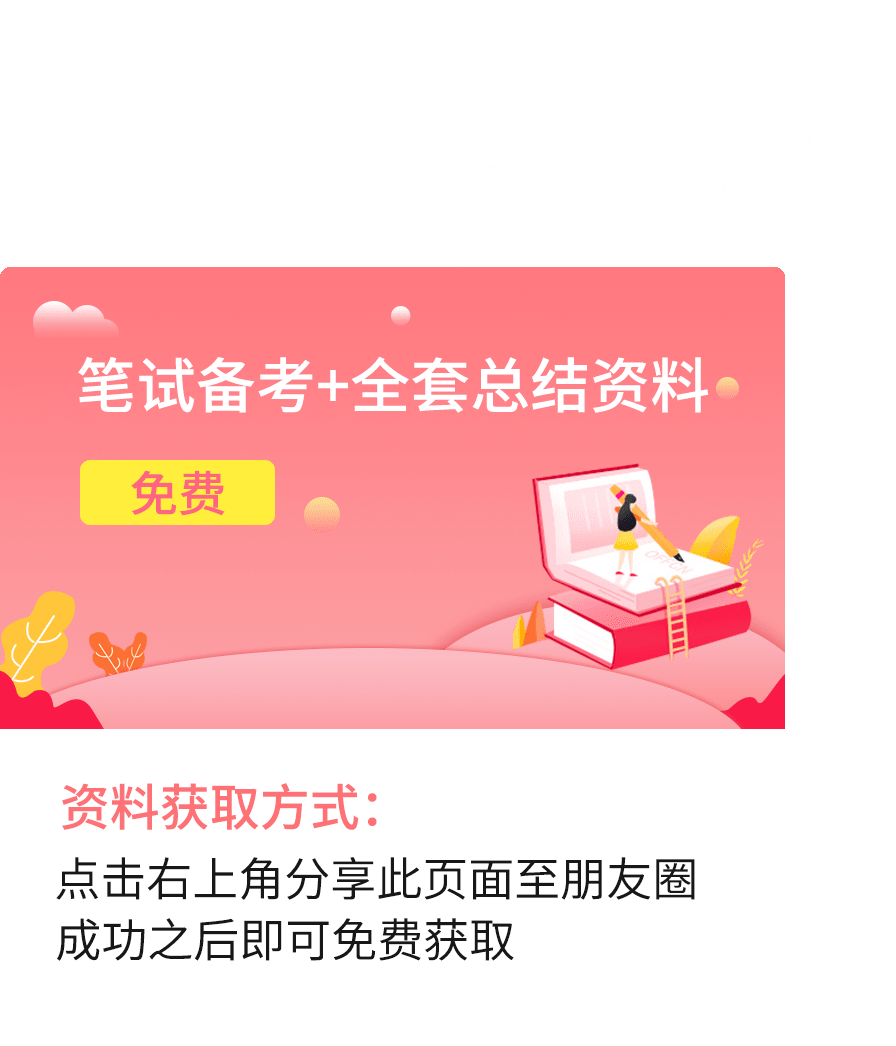 笔试备考+全套总结资料
免费
OFFCN
资料获取方式：
点击右上角分享此页面至朋友圈
成功之后即可免费获取